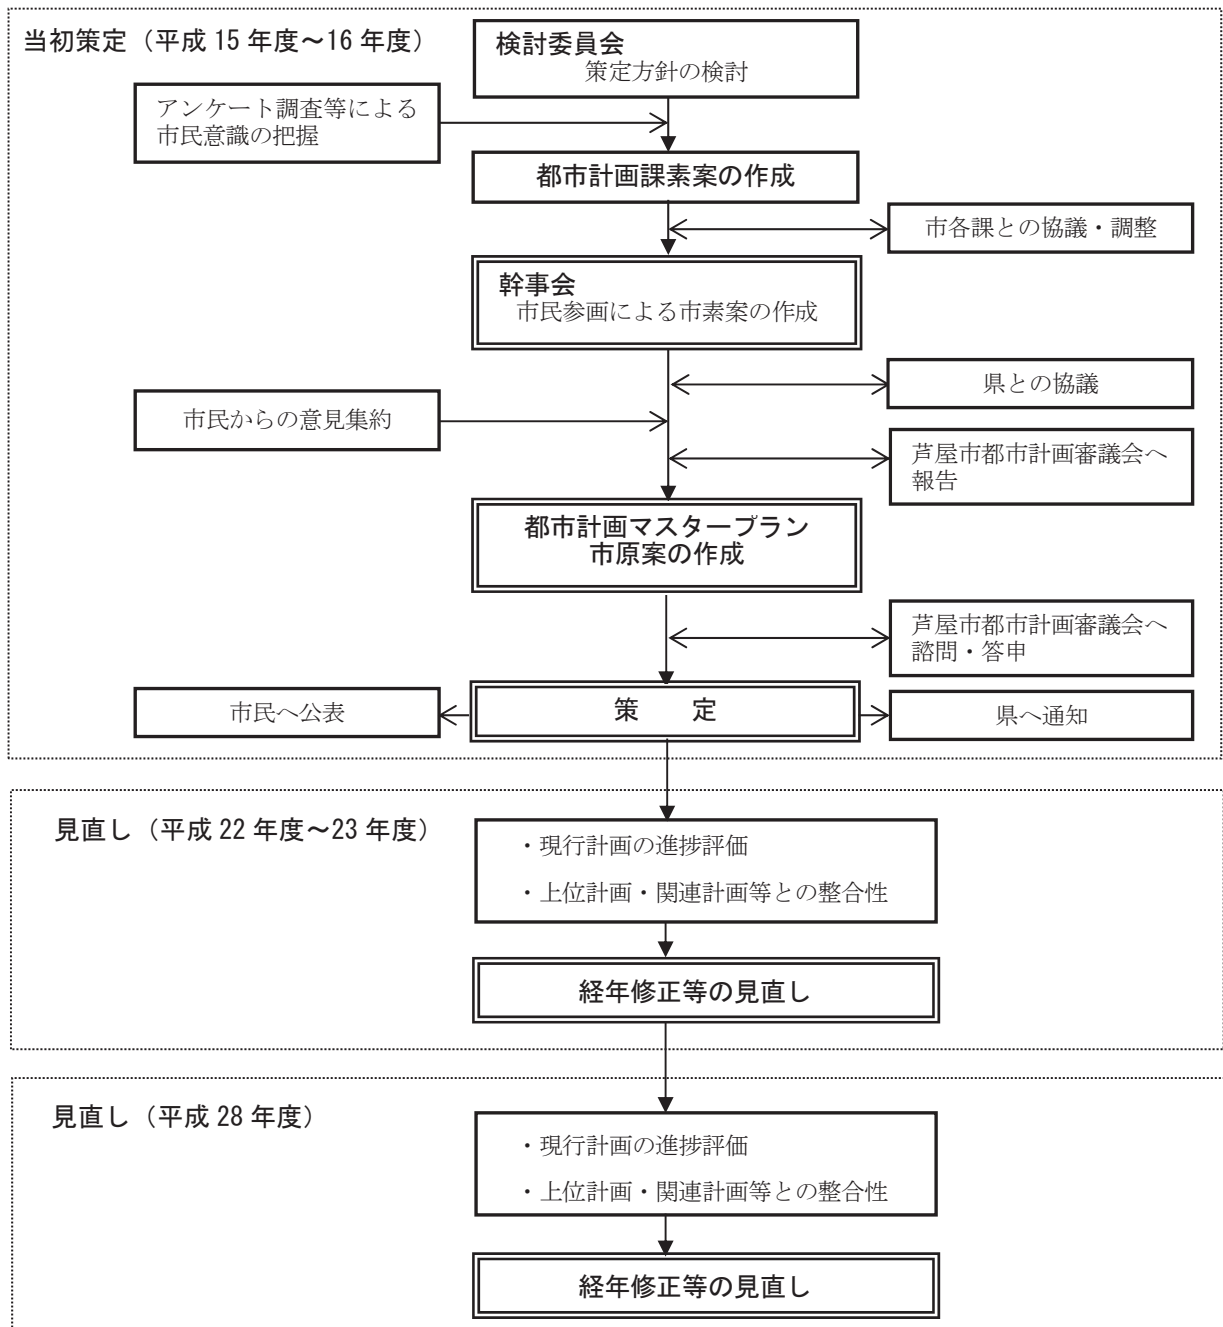 当初策定（平成 15 年度～16 年度）
検討委員会
策定方針の検討
アンケート調査等による
市民意識の把握
都市計画課素案の作成
市各課との協議・調整
幹事会
市民参画による市素案の作成
県との協議
市民からの意見集約
芦屋市都市計画審議会へ
報告
都市計画マスタープラン
市原案の作成
芦屋市都市計画審議会へ
諮問・答申
市民へ公表
策　　定
県へ通知
見直し（平成 22 年度～23 年度）
・現行計画の進捗評価
・上位計画・関連計画等との整合性
経年修正等の見直し
見直し（平成 28 年度）
・現行計画の進捗評価
・上位計画・関連計画等との整合性
経年修正等の見直し